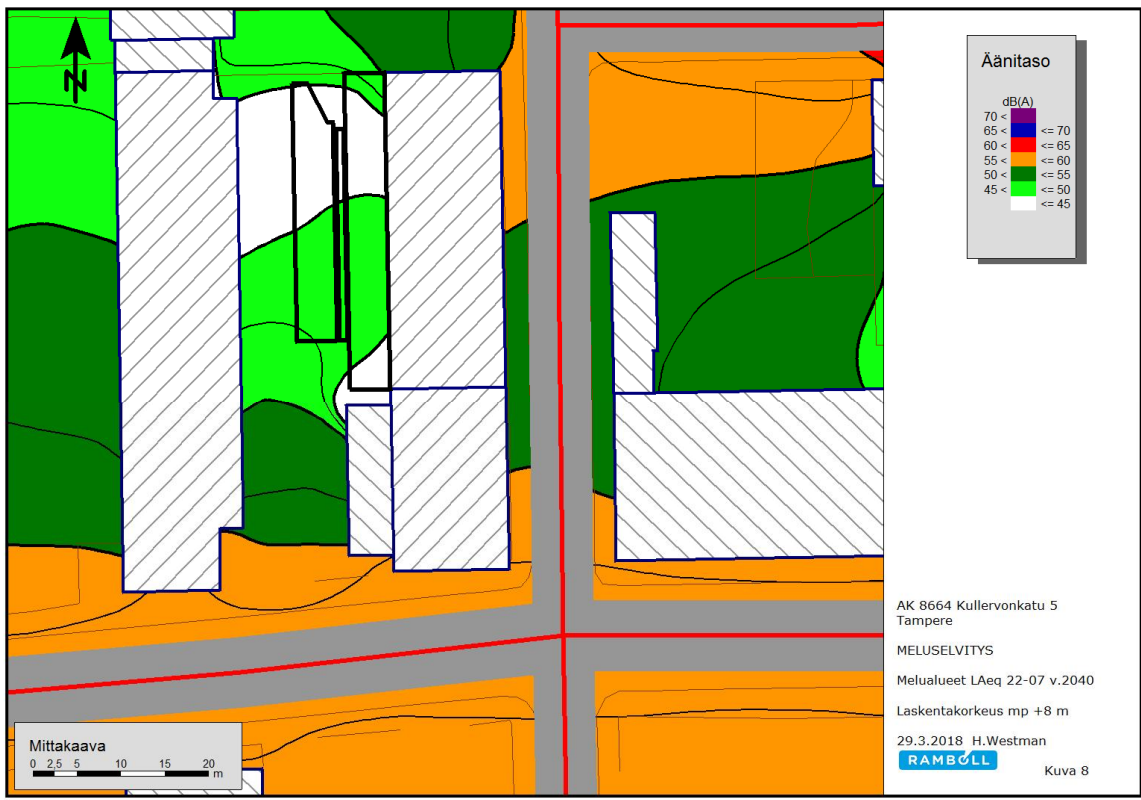 N
Äänitaso
dB(A)
70 <
65 < <= 70
60 < <= 65
55 < <= 60
50 < <= 55
45 < <= 50
<= 45
AK 8664 Kullervonkatu 5
Tampere
MELUSELVITYS
Melualueet LAeq 22-07 v.2040
Laskentakorkeus mp +8 m
29.3.2018 H.Westman
RAMBOLL
Kuva 8
Mittakaava
0 2,5 5 10 15 20
m